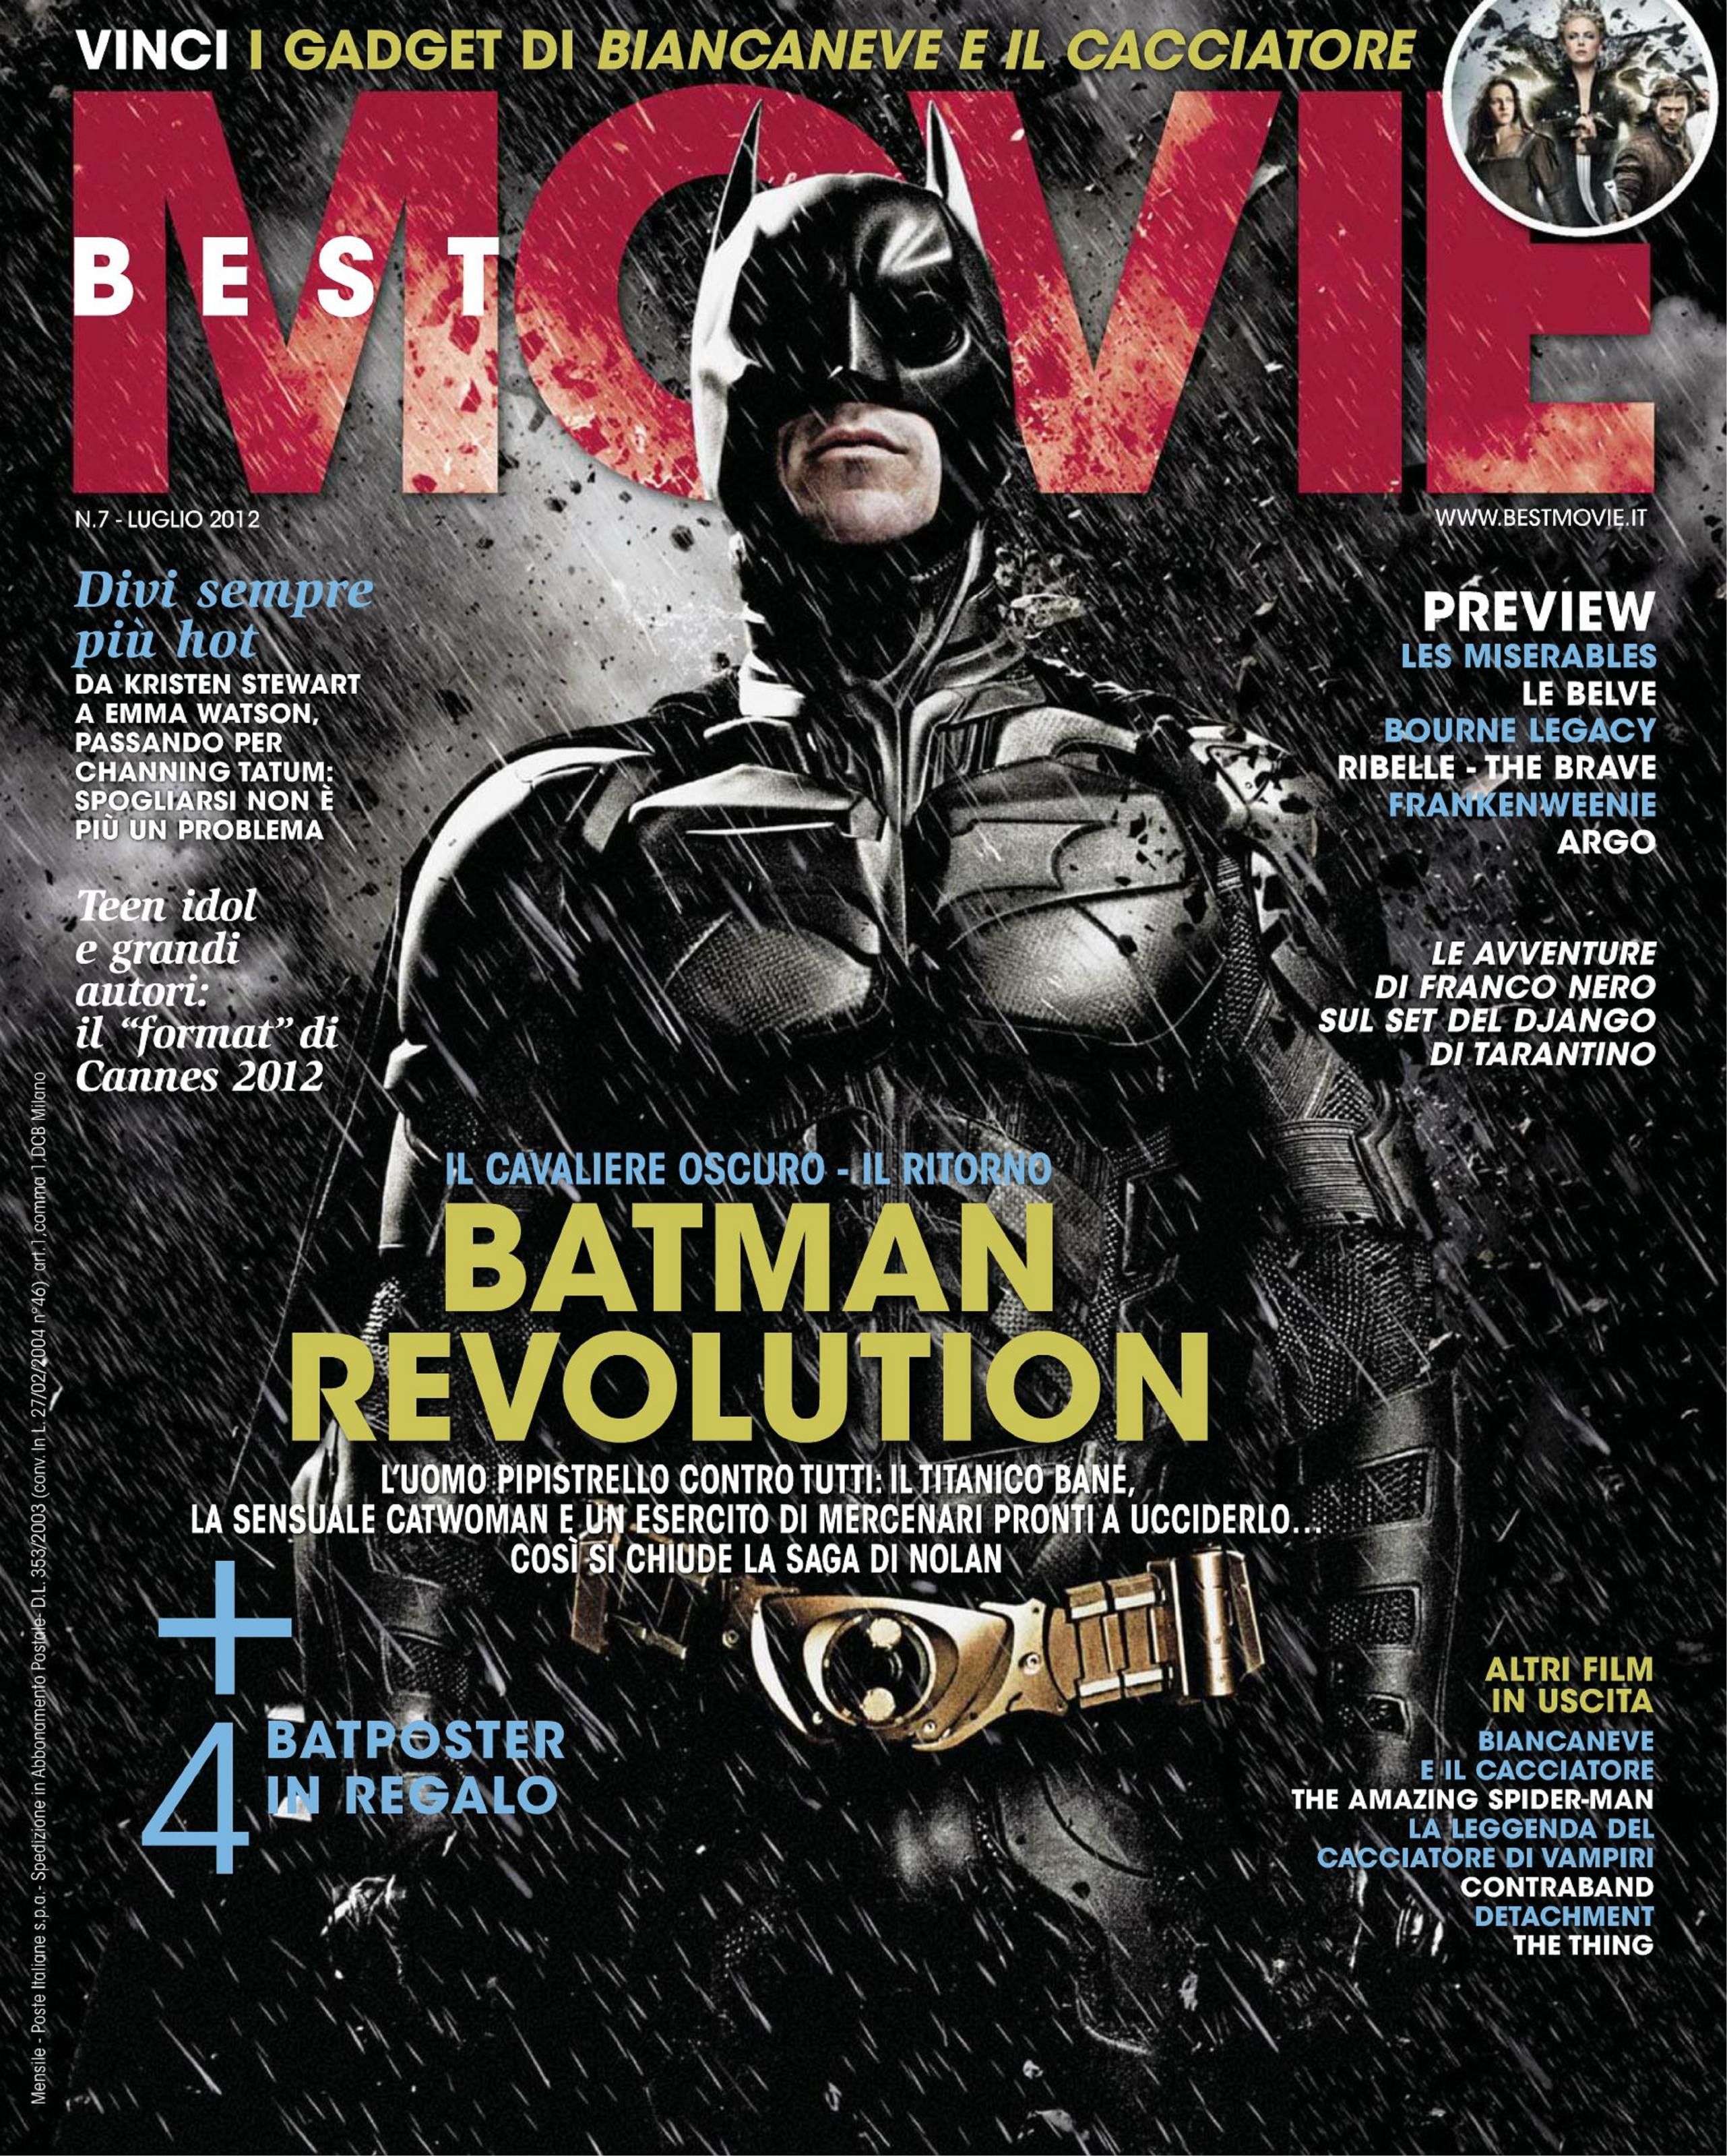 VINCI I GADGET DI BIANCANEVE E IL CACCIATORE
BEST
MOVIE
N.7 - LUGLIO 2012
WWW.BESTMOVIE.IT
Divi sempre
più hot
DA KRISTEN STEWART
A EMMA WATSON,
PASSANDO PER
CHANNING TATUM:
SPOGLIARSI NON È
PIÙ UN PROBLEMA
Teen idol
e grandi
autori:
il “format” di
Cannes 2012
PREVIEW
LES MISERABLES
LE BELVE
BOURNE LEGACY
RIBELLE - THE BRAVE
FRANKENWEENIE
ARGO
LE AVVENTURE
DI FRANCO NERO
SUL SET DEL DJANGO
DI TARANTINO
IL CAVALIERE OSCURO - IL RITORNO
BATMAN
REVOLUTION
L'UOMO PIPISTRELLO CONTRO TUTTI: IL TITANICO BANE,
LA SENSUALE CATWOMAN E UN ESERCITO DI MERCENARI PRONTI A UCCIDERLO...
COSÌ SI CHIUDE LA SAGA DI NOLAN
+
4 BATPOSTER
IN REGALO
ALTRI FILM
IN USCITA
BIANCANEVE
E IL CACCIATORE
THE AMAZING SPIDER-MAN
LA LEGGENDA DEL
CACCIATORE DI VAMPIRI
CONTRABAND
DETACHMENT
THE THING
Mensile - Poste Italiane s.p.a.- Spedizione in Abbonamento Postale- D.L. 353/2003 (conv. In L. 27/02/2004 n°46) art.1,comma 1,DCB Milano